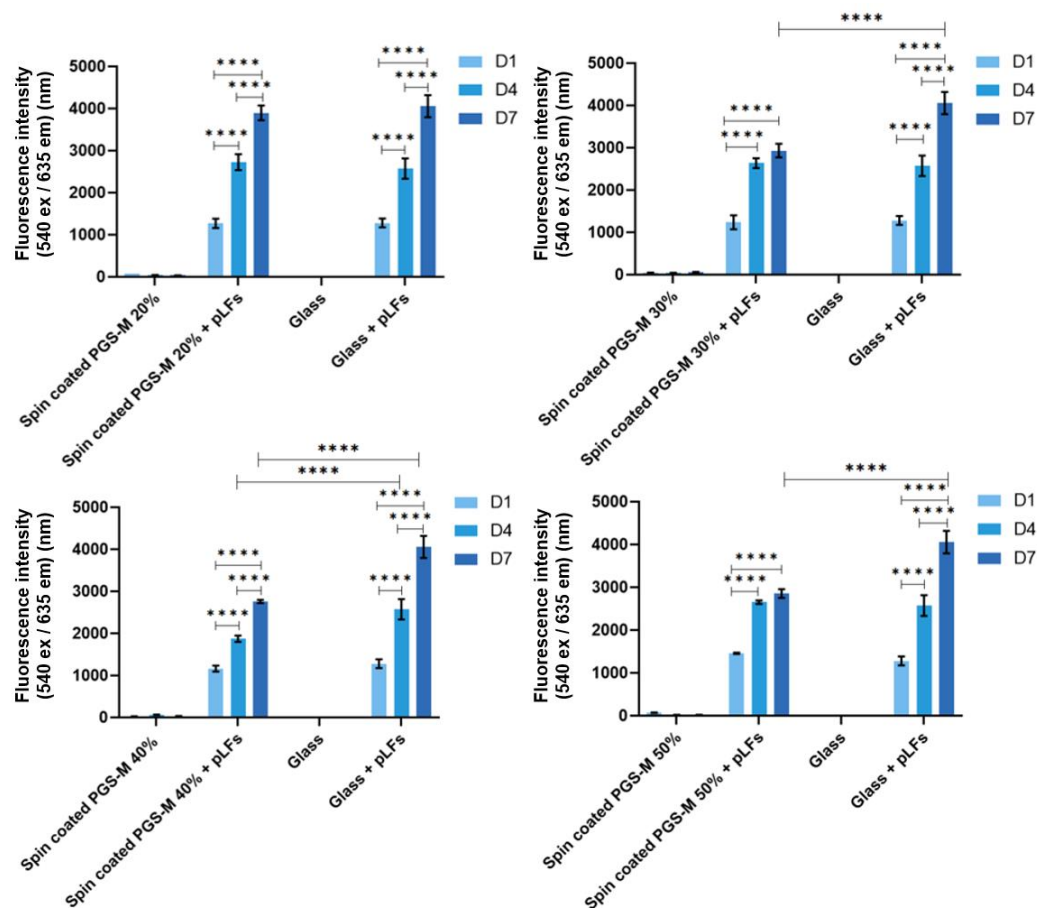 Fluorescence intensity
(540 ex / 635 em) (nm)
5000
4000
3000
2000
1000
0
****
****
****
****
****
****
D1
D4
D7
Spin coated PGS-M 20%
Spin coated PGS-M 20% + pLFs
Glass
Glass + pLFs
Fluorescence intensity
(540 ex / 635 em) (nm)
5000
4000
3000
2000
1000
0
****
****
****
****
****
****
D1
D4
D7
Spin coated PGS-M 30%
Spin coated PGS-M 30% + pLFs
Glass
Glass + pLFs
Fluorescence intensity
(540 ex / 635 em) (nm)
5000
4000
3000
2000
1000
0
****
****
****
****
****
****
****
****
D1
D4
D7
Spin coated PGS-M 40%
Spin coated PGS-M 40% + pLFs
Glass
Glass + pLFs
Fluorescence intensity
(540 ex / 635 em) (nm)
5000
4000
3000
2000
1000
0
****
****
****
****
****
****
D1
D4
D7
Spin coated PGS-M 50%
Spin coated PGS-M 50% + pLFs
Glass
Glass + pLFs